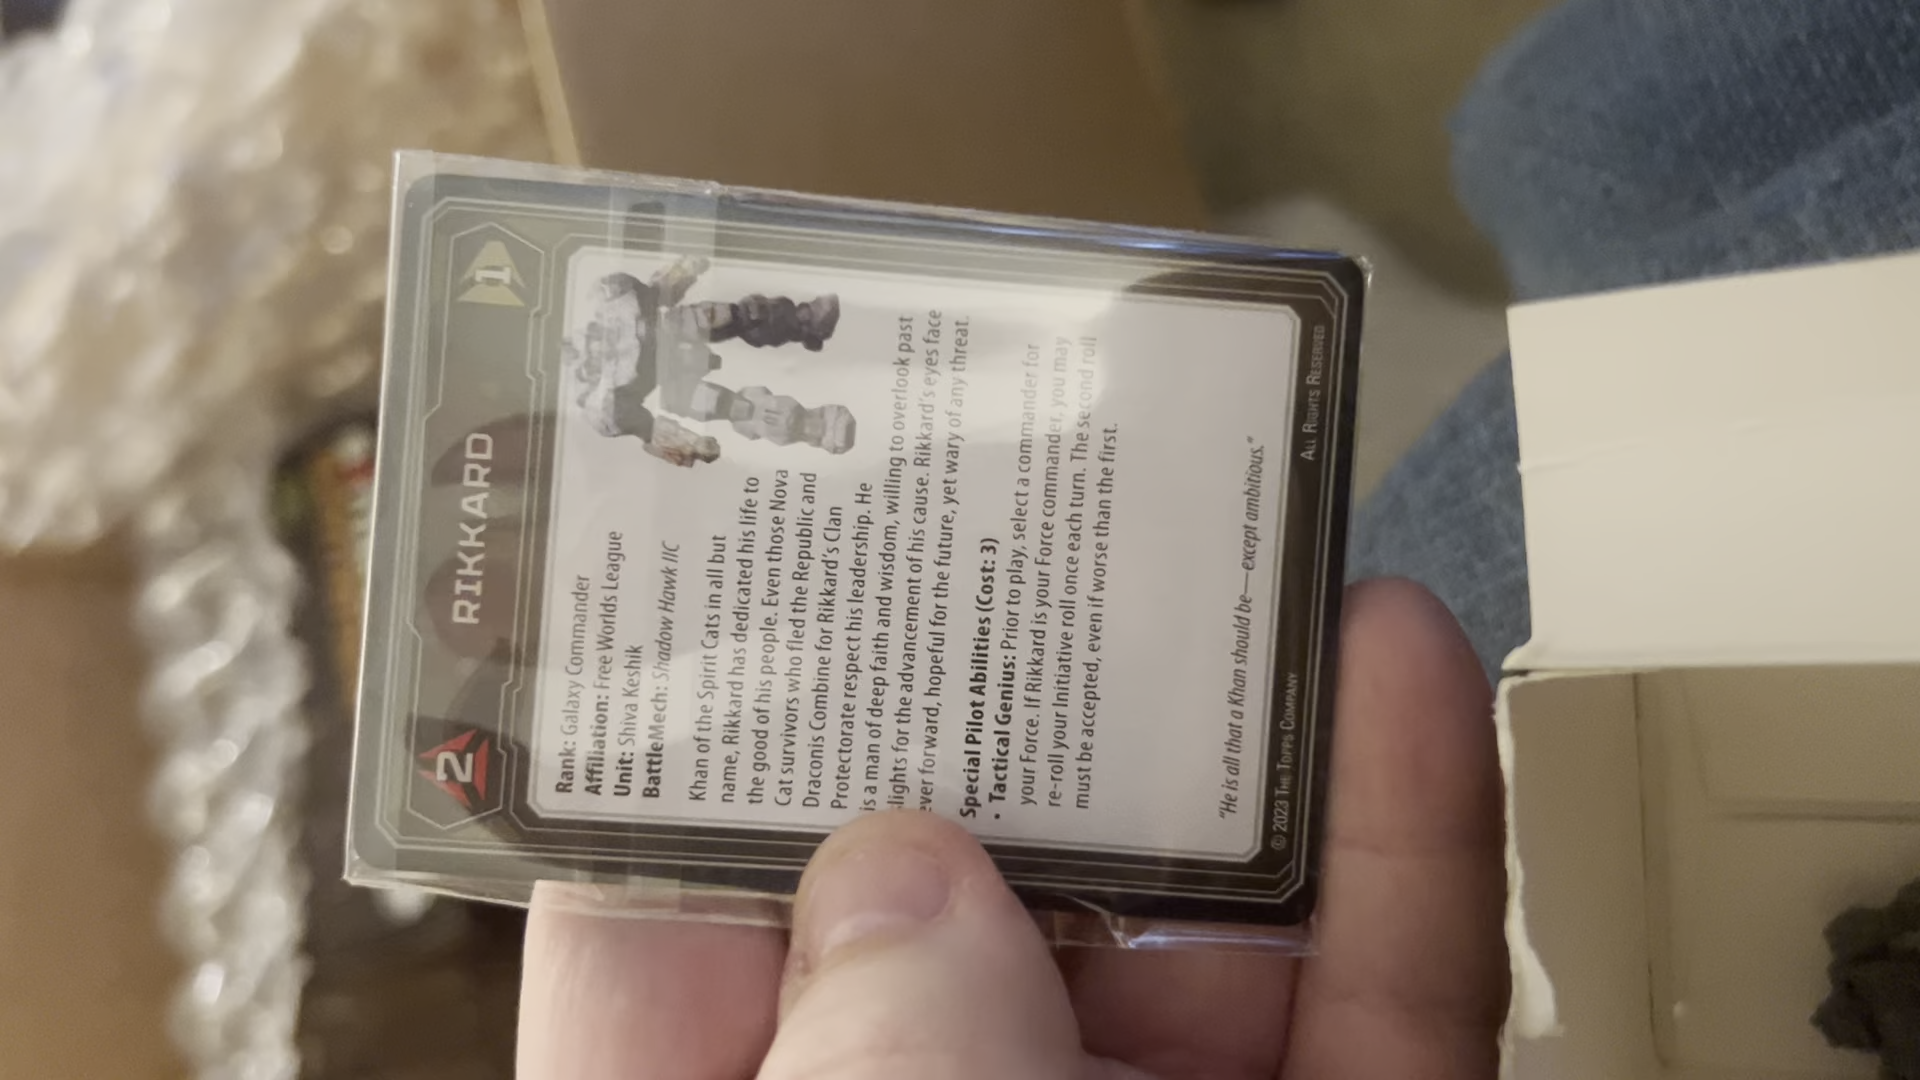 2 RIKKARD 1
Rank: Galaxy Commander
Affiliation: Free Worlds League
Unit: Shiva Keshik
BattleMech: Shadow Hawk IIC
Khan of the Spirit Cats in all but
name, Rikkard has dedicated his life to
the good of his people. Even those Nova
Cat survivors who fled the Republic and
Draconis Combine for Rikkard's Clan
Protectorate respect his leadership. He
is a man of deep faith and wisdom, willing to overlook past
slights for the advancement of his cause. Rikkard's eyes face
ever forward, hopeful for the future, yet wary of any threat.
Special Pilot Abilities (Cost: 3)
• Tactical Genius: Prior to play, select a commander for
your Force. If Rikkard is your Force commander, you may
re-roll your Initiative roll once each turn. The second roll
must be accepted, even if worse than the first.
"He is all that a Khan should be—except ambitious."
© 2023 The Topps Company All Rights Reserved